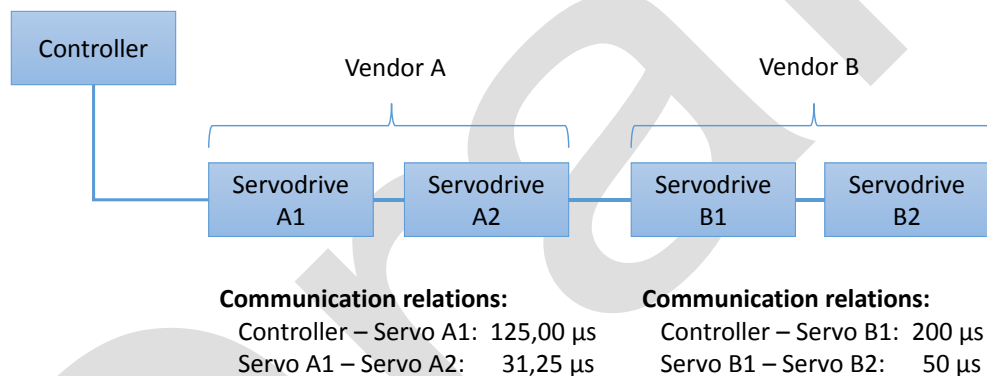 Controller
Vendor A
Vendor B
Servodrive
A1
Servodrive
A2
Servodrive
B1
Servodrive
B2
Communication relations:
Controller – Servo A1: 125,00 µs
Servo A1 – Servo A2: 31,25 µs
Communication relations:
Controller – Servo B1: 200 µs
Servo B1 – Servo B2: 50 µs